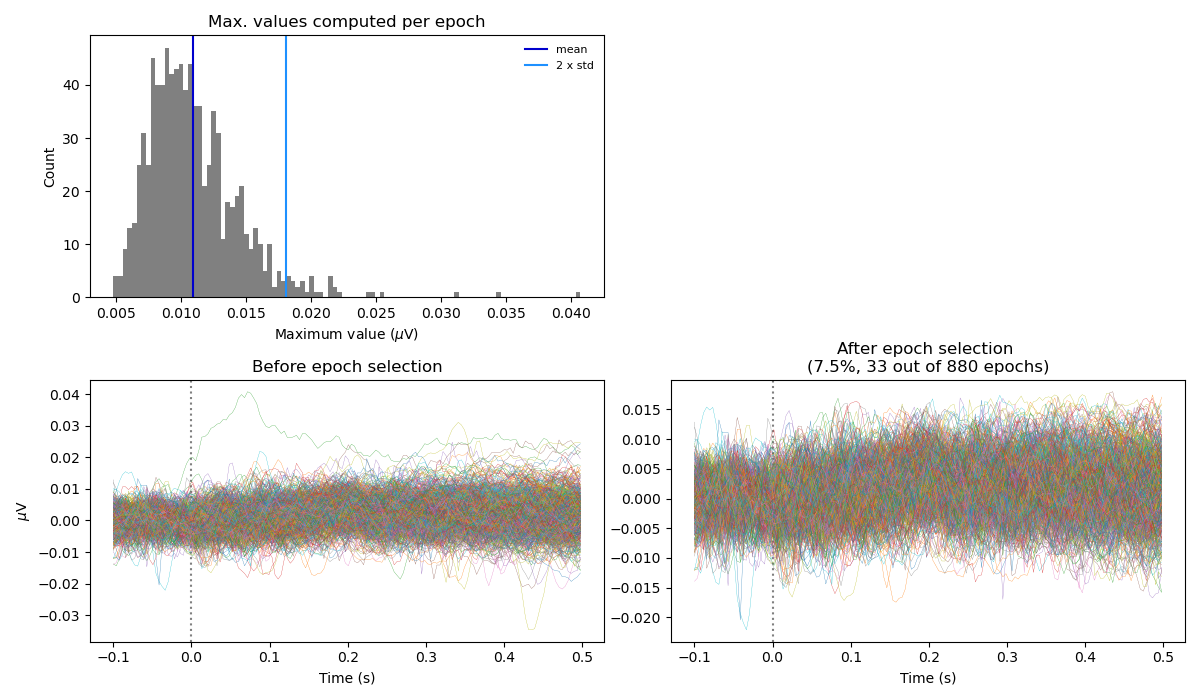 Max. values computed per epoch
mean
2 x std
Count
40
30
20
10
0
0.005 0.010 0.015 0.020 0.025 0.030 0.035 0.040
Maximum value (μV)
Before epoch selection
μV
0.04
0.03
0.02
0.01
0.00
−0.01
−0.02
−0.03
−0.1 0.0 0.1 0.2 0.3 0.4 0.5
Time (s)
After epoch selection
(7.5%, 33 out of 880 epochs)
0.015
0.010
0.005
0.000
−0.005
−0.010
−0.015
−0.020
−0.1 0.0 0.1 0.2 0.3 0.4 0.5
Time (s)